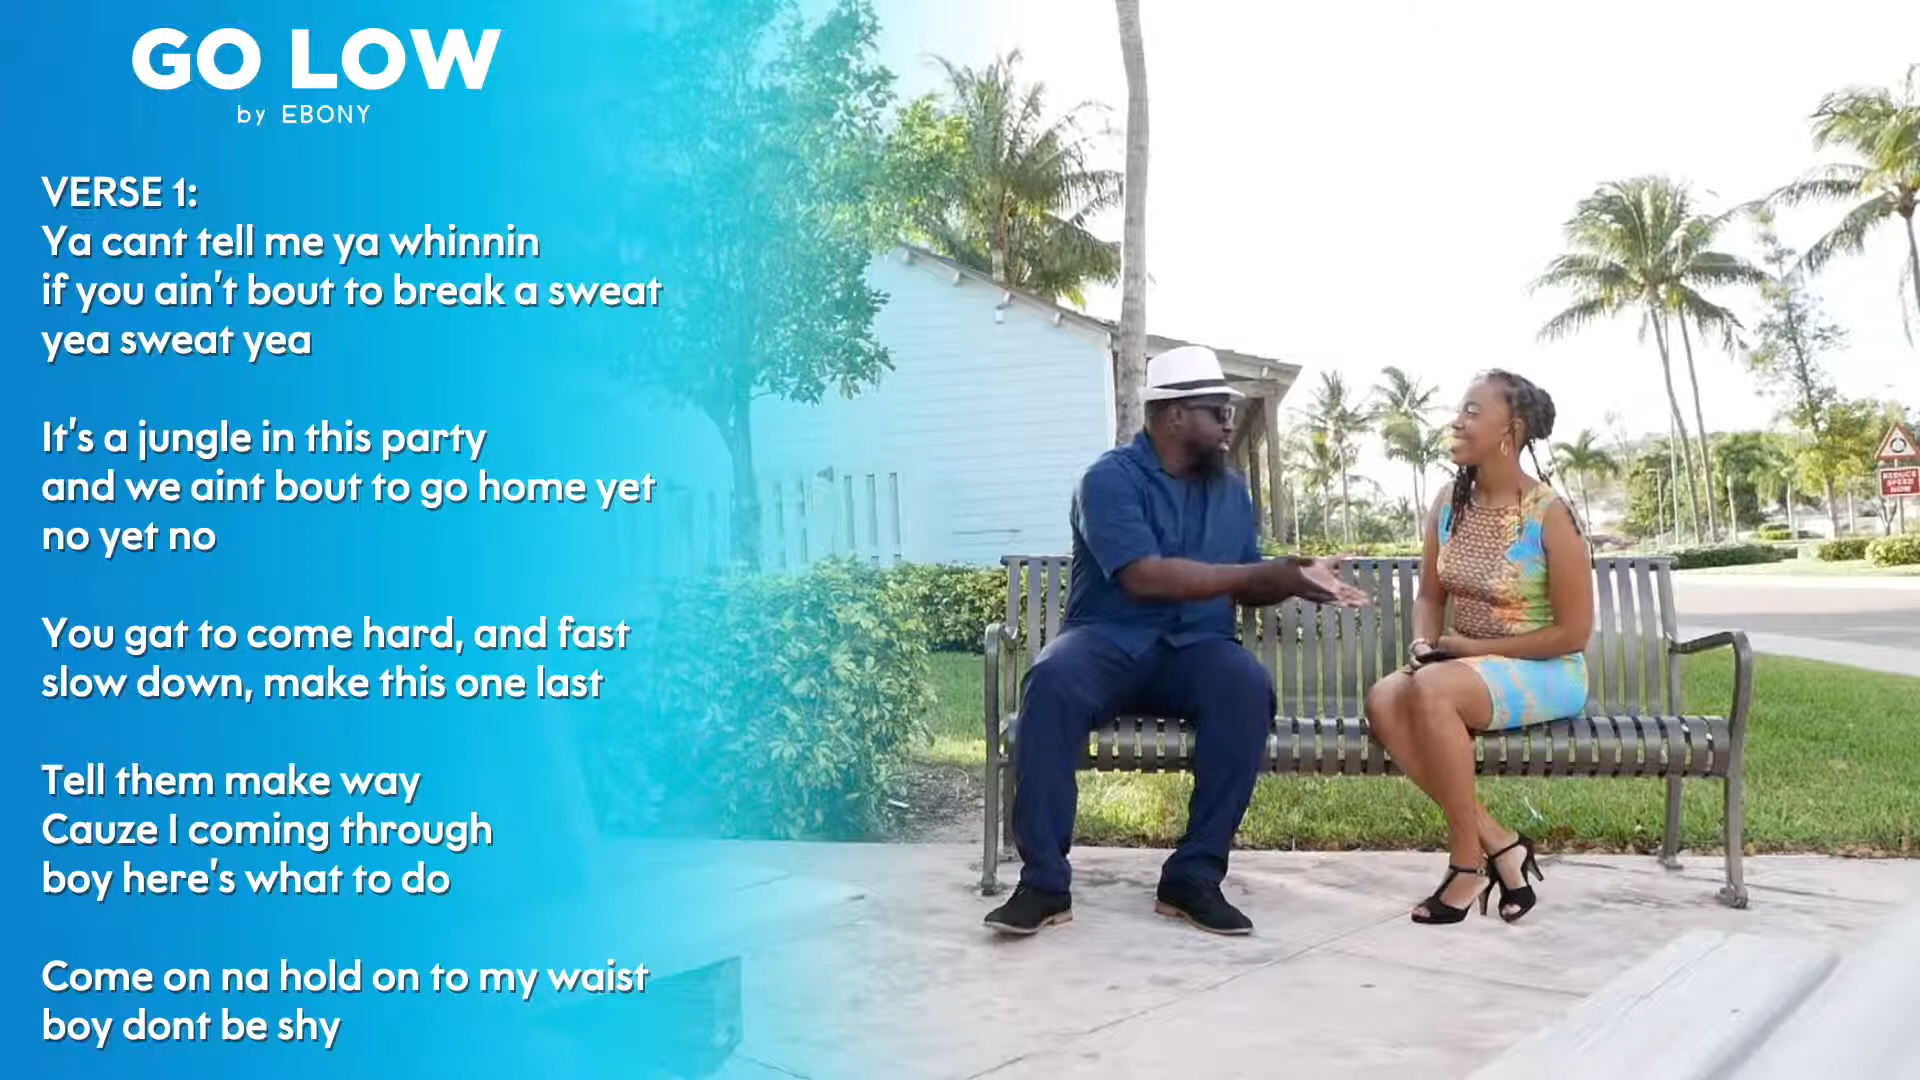 GO LOW
by EBONY
VERSE 1:
Ya cant tell me ya whinnin
if you ain't bout to break a sweat
yea sweat yea
It's a jungle in this party
and we aint bout to go home yet
no yet no
You gat to come hard, and fast
slow down, make this one last
Tell them make way
Cauze I coming through
boy here's what to do
Come on na hold on to my waist
boy dont be shy
REDUCE
SPEED
NOW